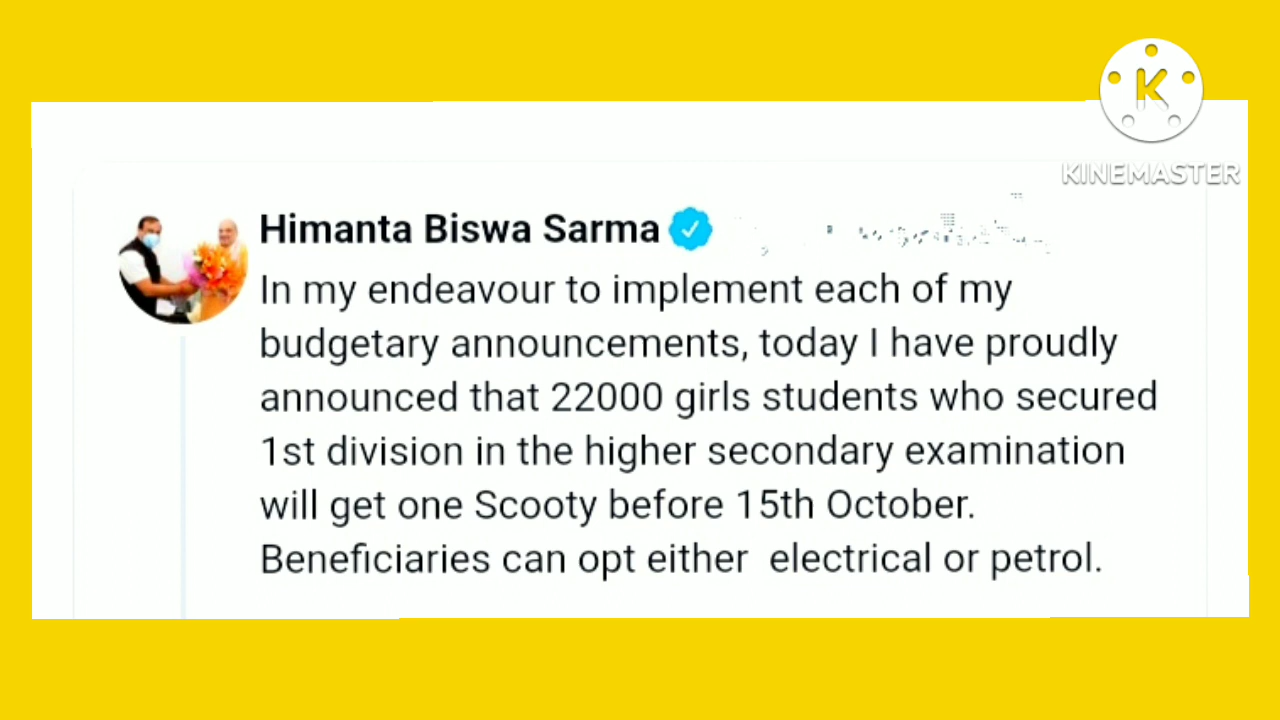 K
KINEMASTER
Himanta Biswa Sarma
In my endeavour to implement each of my
budgetary announcements, today I have proudly
announced that 22000 girls students who secured
1st division in the higher secondary examination
will get one Scooty before 15th October.
Beneficiaries can opt either electrical or petrol.